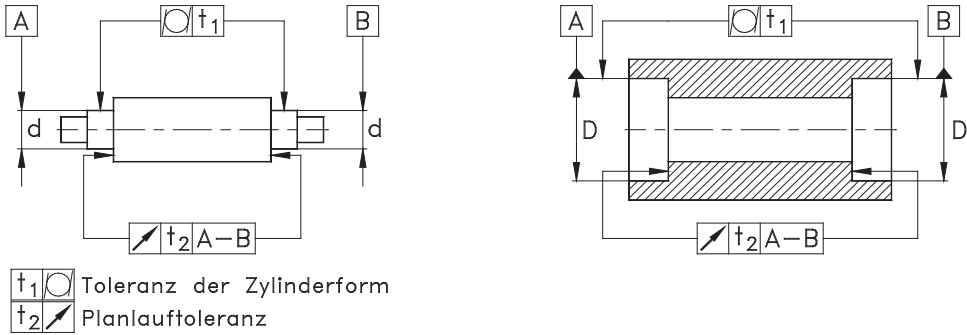 A t₁ B
d d
t₂ A–B
A t₁ B
D D
t₂ A–B
t₁ Toleranz der Zylinderform
t₂ Planlauftoleranz